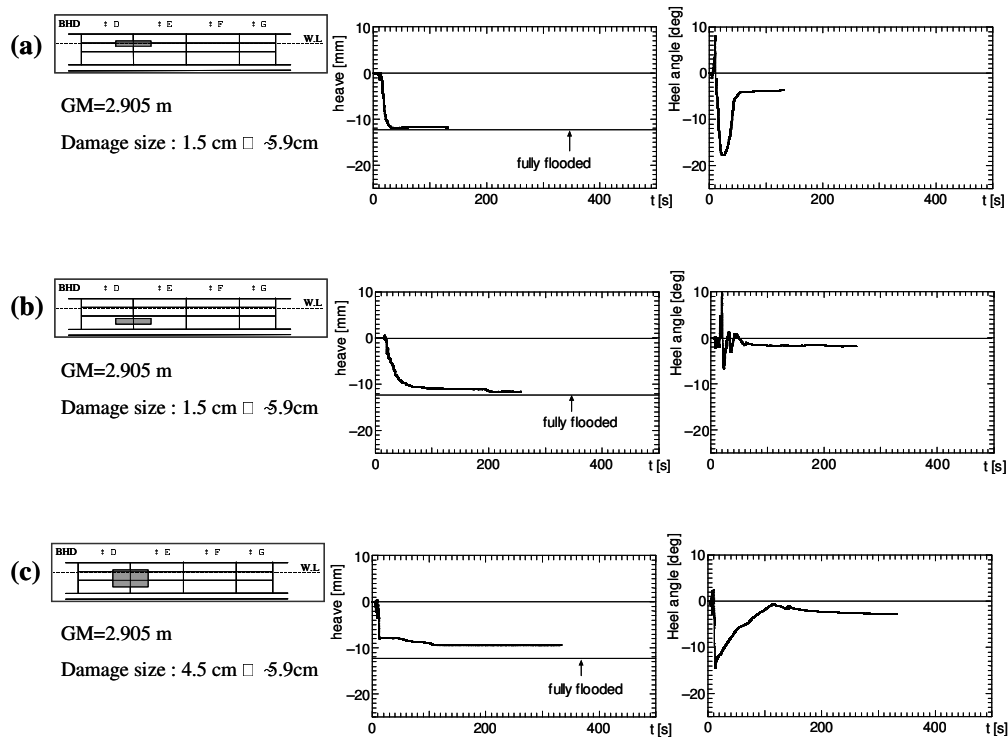 (a)
BHD ‡ D ‡ E ‡ F ‡ G
W.L
GM=2.905 m
Damage size : 1.5 cm □ ~5.9cm
heave [mm]
10
0
−10
−20
fully flooded
0 200 400 t [s]
Heel angle [deg]
10
0
−10
−20
0 200 400 t [s]
(b)
BHD ‡ D ‡ E ‡ F ‡ G
W.L
GM=2.905 m
Damage size : 1.5 cm □ ~5.9cm
heave [mm]
10
0
−10
−20
fully flooded
0 200 400 t [s]
Heel angle [deg]
10
0
−10
−20
0 200 400 t [s]
(c)
BHD ‡ D ‡ E ‡ F ‡ G
W.L
GM=2.905 m
Damage size : 4.5 cm □ ~5.9cm
heave [mm]
10
0
−10
−20
fully flooded
0 200 400 t [s]
Heel angle [deg]
10
0
−10
−20
0 200 400 t [s]